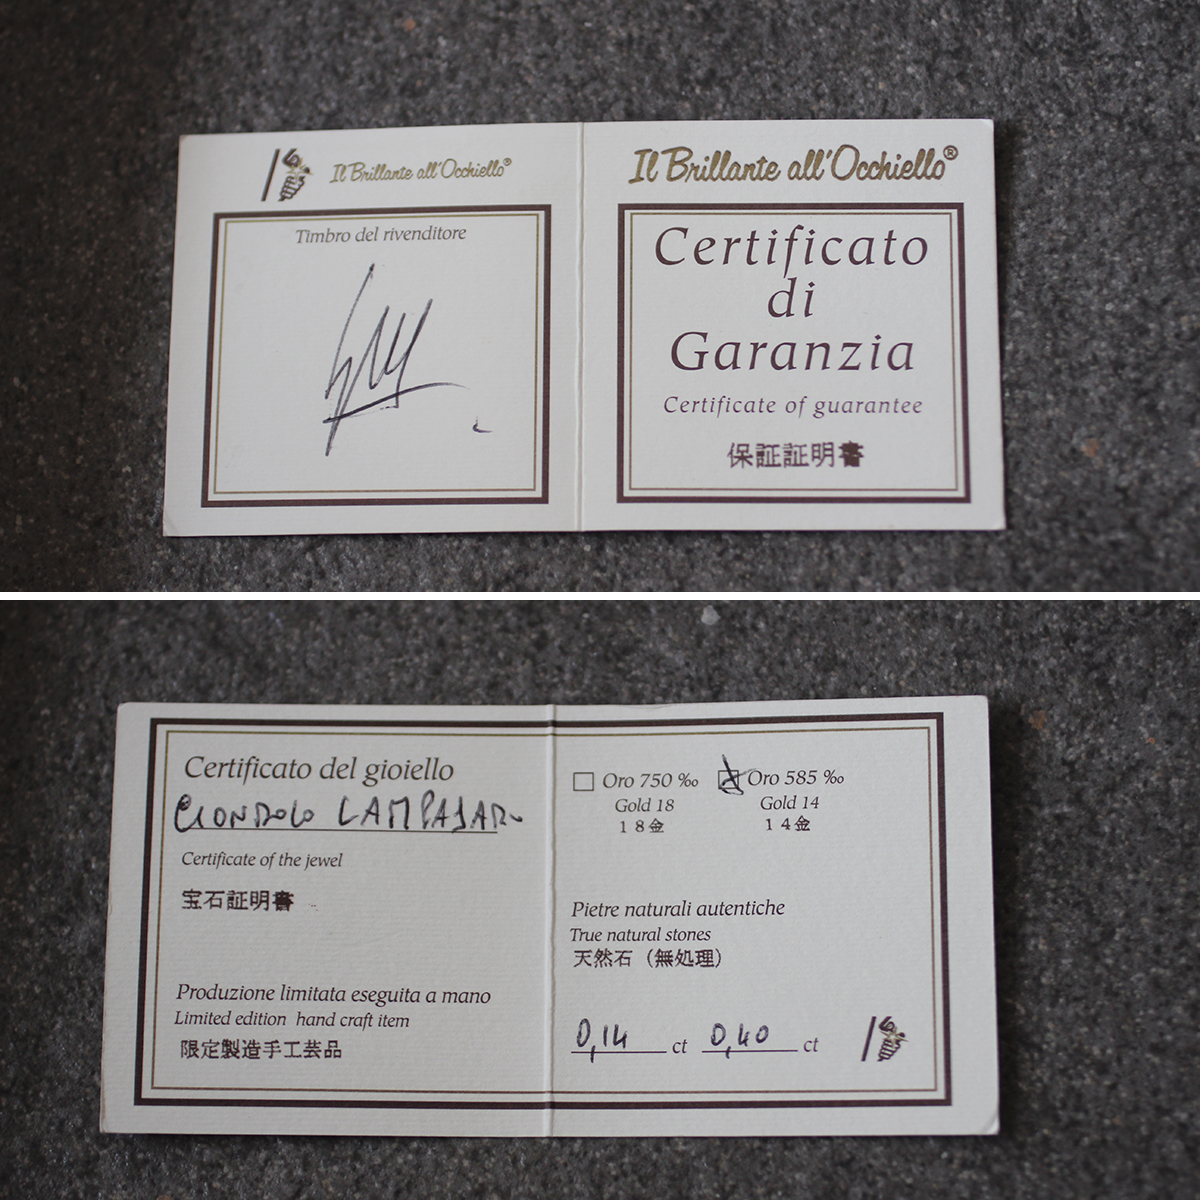 Il Brillante all'Occhiello®
Timbro del rivenditore
Il Brillante all'Occhiello®
Certificato
di
Garanzia
Certificate of guarantee
保証証明書
Certificato del gioiello
CIONDOLO
Certificate of the jewel
宝石証明書
Produzione limitata eseguita a mano
Limited edition hand craft item
限定製造手工芸品
Oro 750 ‰
Gold 18
18金
Oro 585 ‰
Gold 14
14金
Pietre naturali autentiche
True natural stones
天然石（無処理）
0,14 ct 0,40 ct